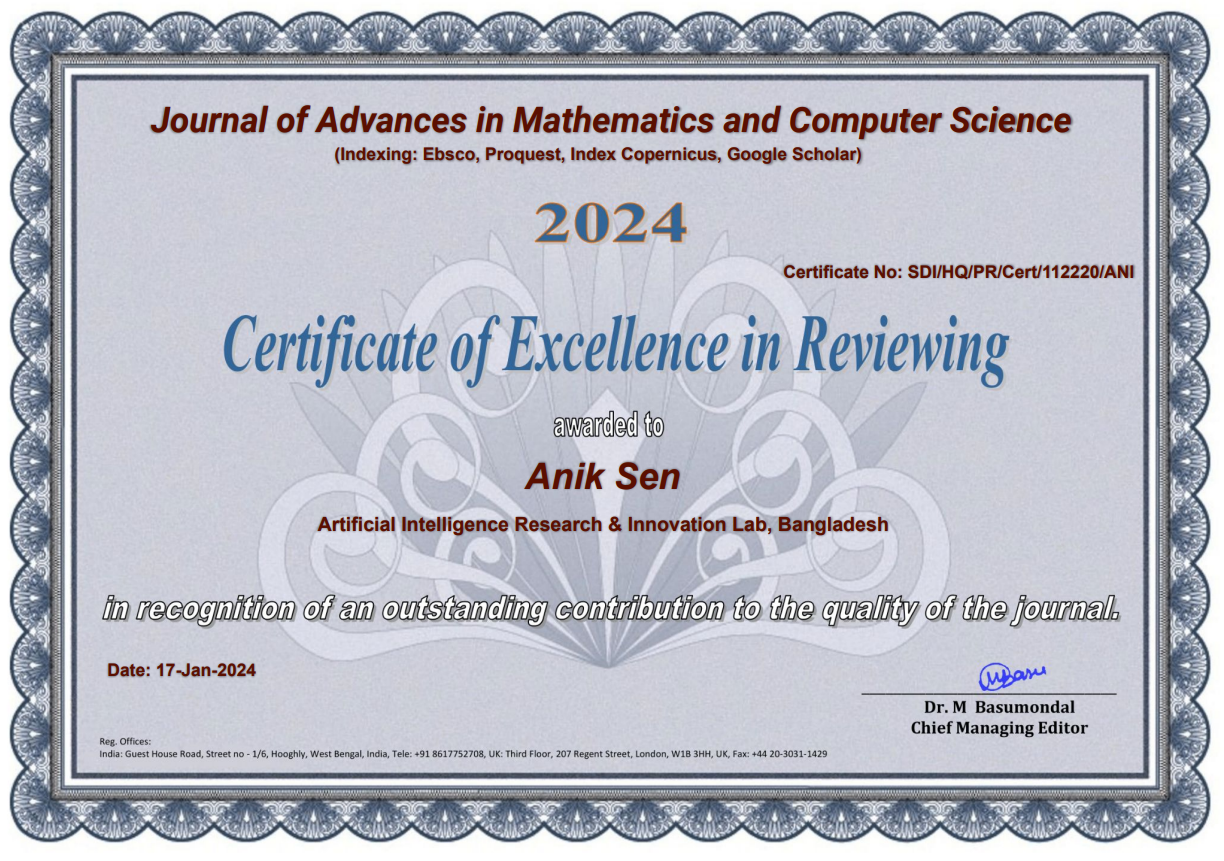 Journal of Advances in Mathematics and Computer Science
(Indexing: Ebsco, Proquest, Index Copernicus, Google Scholar)
2024
Certificate No: SDI/HQ/PR/Cert/112220/ANI
Certificate of Excellence in Reviewing
awarded to
Anik Sen
Artificial Intelligence Research & Innovation Lab, Bangladesh
in recognition of an outstanding contribution to the quality of the journal.
Date: 17-Jan-2024
MBasu
Dr. M Basumondal
Chief Managing Editor
Reg. Offices:
India: Guest House Road, Street no - 1/6, Hooghly, West Bengal, India, Tele: +91 8617752708, UK: Third Floor, 207 Regent Street, London, W1B 3HH, UK, Fax: +44 20-3031-1429